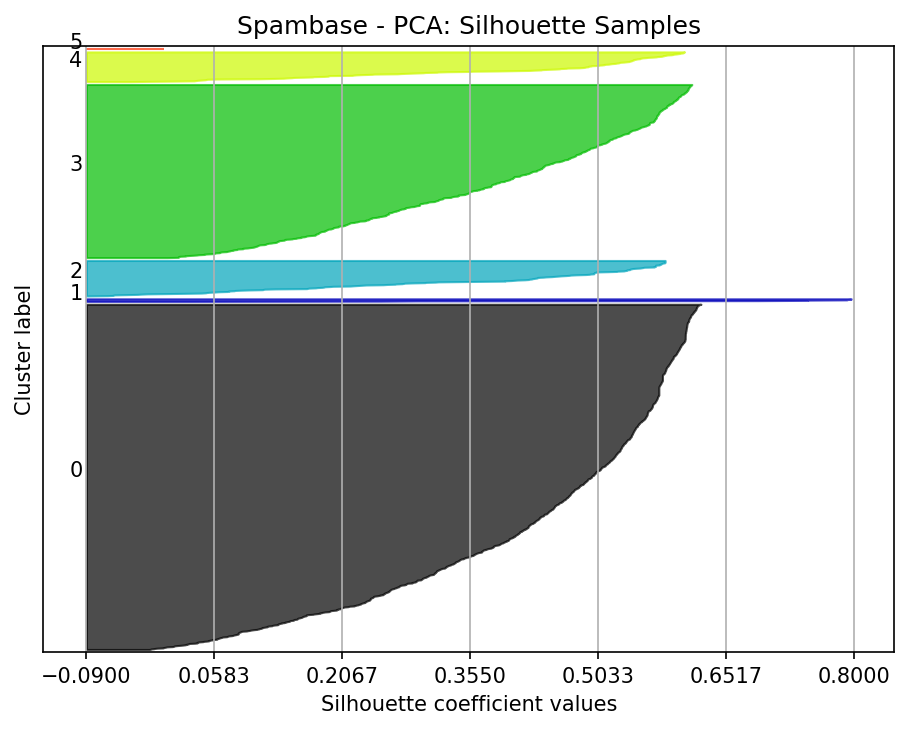 Spambase - PCA: Silhouette Samples
5
4
3
2
1
0
Cluster label
−0.0900 0.0583 0.2067 0.3550 0.5033 0.6517 0.8000
Silhouette coefficient values